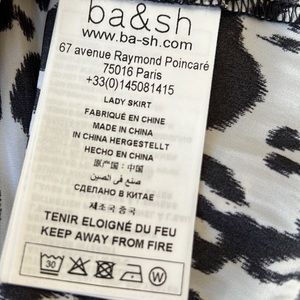 ba&sh
www.ba-sh.com
67 avenue Raymond Poincaré
75016 Paris
+33(0)145081415
LADY SKIRT
FABRIQUÉ EN CHINE
MADE IN CHINA
IN CHINA HERGESTELLT
HECHO EN CHINA
原产国：中国
صنع في الصين
СДЕЛАНО В КИТАЕ
제조국 중국
TENIR ELOIGNÉ DU FEU
KEEP AWAY FROM FIRE
30
W